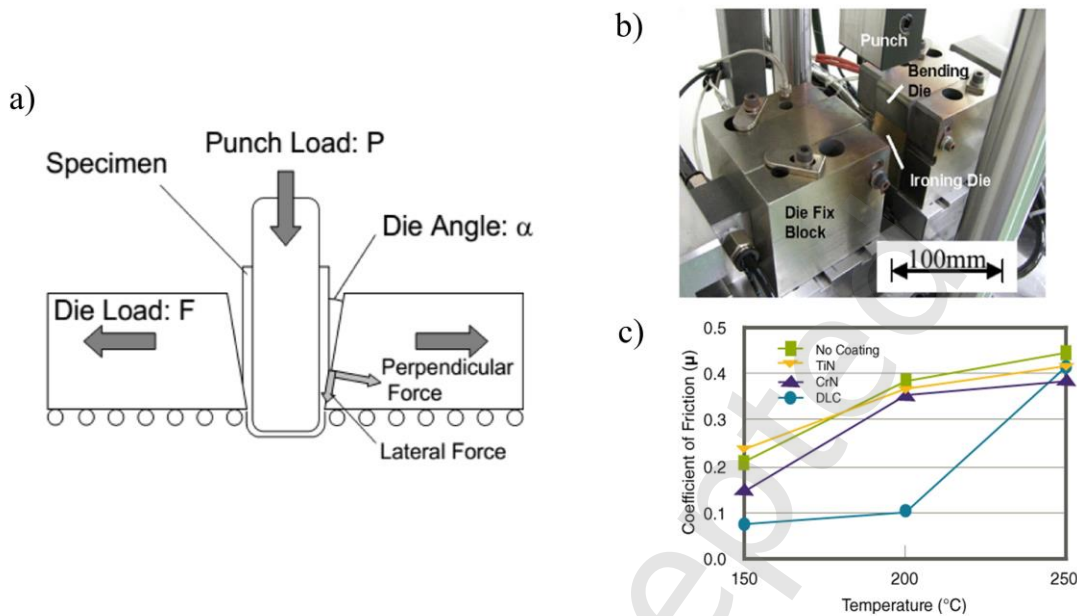 a)
Specimen
Punch Load: P
Die Angle: α
Die Load: F
Perpendicular
Force
Lateral Force
b)
Punch
Bending
Die
Ironing Die
Die Fix
Block
100mm
c)
Coefficient of Friction (μ)
0.5
0.4
0.3
0.2
0.1
0.0
No Coating
TiN
CrN
DLC
150
200
250
Temperature (°C)
epted